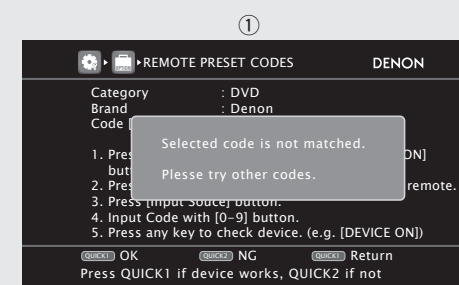 ①
OPTION
REMOTE PRESET CODES DENON
Category : DVD
Brand : Denon
Code [
Selected code is not matched.
Plesse try other codes.
1. Pres ON]
but
2. Pres remote.
3. Press [Input Souce] button.
4. Input Code with [0–9] button.
5. Press any key to check device. (e.g. [DEVICE ON])
QUICK1 OK QUICK2 NG QUICK1 Return
Press QUICK1 if device works, QUICK2 if not